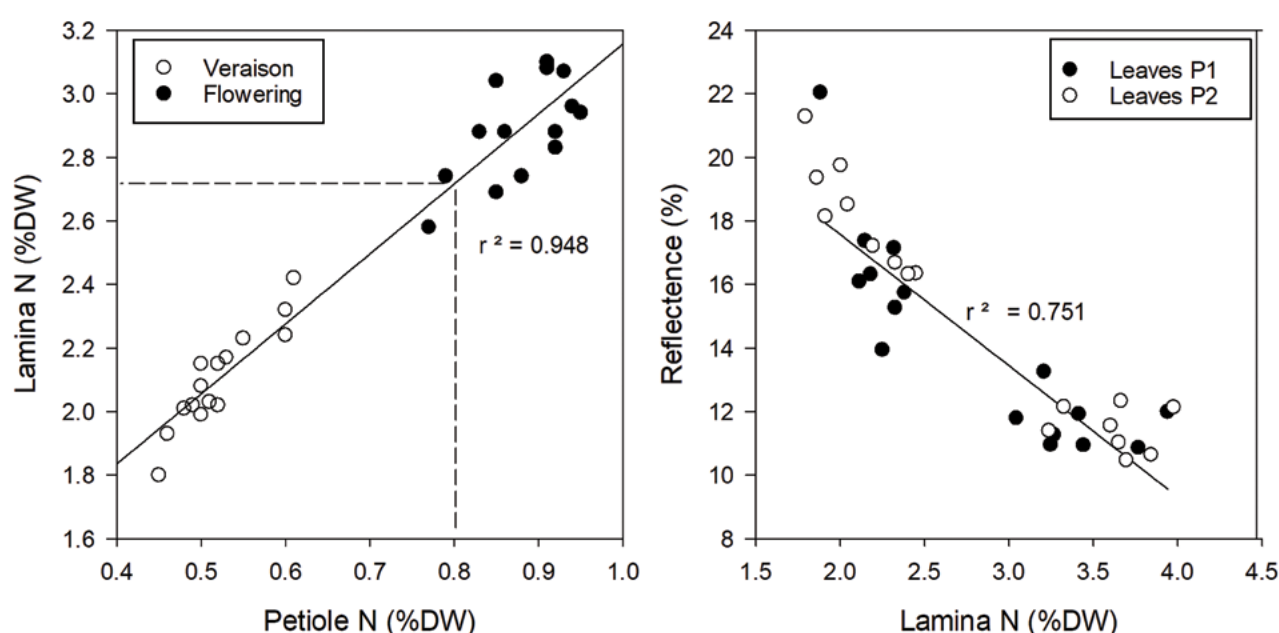 Veraison
Flowering
r ² = 0.948
Lamina N (%DW)
3.2
3.0
2.8
2.6
2.4
2.2
2.0
1.8
1.6
0.4 0.5 0.6 0.7 0.8 0.9 1.0
Petiole N (%DW)
Leaves P1
Leaves P2
r ² = 0.751
Reflectence (%)
24
22
20
18
16
14
12
10
8
1.5 2.0 2.5 3.0 3.5 4.0 4.5
Lamina N (%DW)